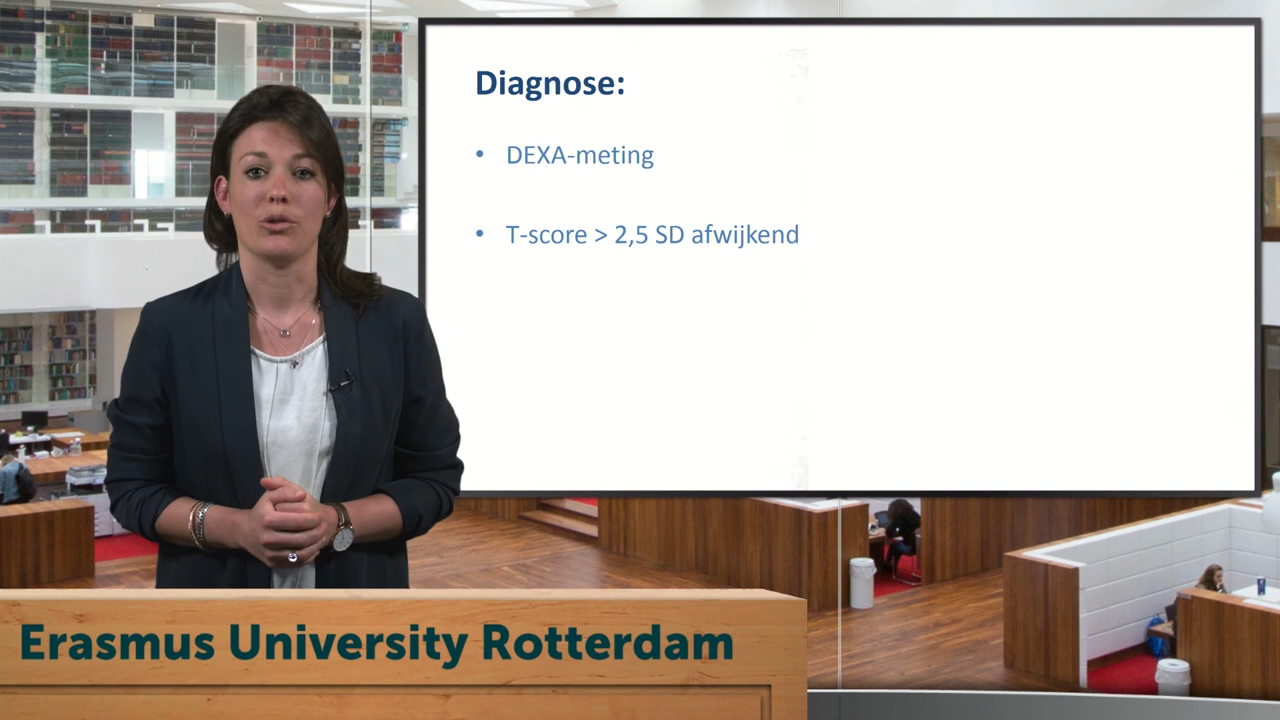 Diagnose:
• DEXA-meting
• T-score > 2,5 SD afwijkend
Erasmus University Rotterdam